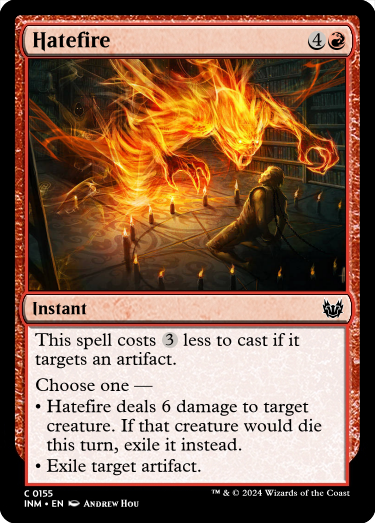 Hatefire 4
Instant
This spell costs 3 less to cast if it
targets an artifact.
Choose one —
• Hatefire deals 6 damage to target
creature. If that creature would die
this turn, exile it instead.
• Exile target artifact.
C 0155
INM • EN Andrew Hou
™ & © 2024 Wizards of the Coast